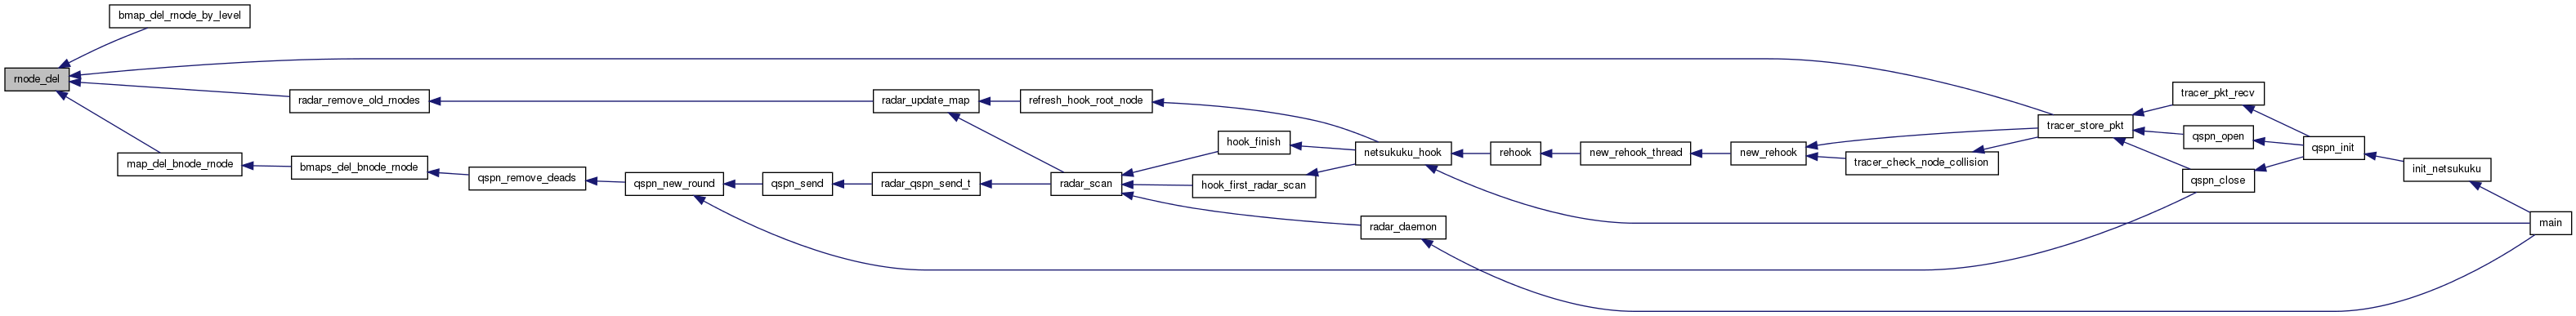 bmap_del_rnode_by_level
rnode_del
radar_remove_old_rnodes
map_del_bnode_rnode
bmaps_del_bnode_rnode
qspn_remove_deads
qspn_new_round
qspn_send
radar_update_map
radar_qspn_send_t
refresh_hook_root_node
radar_scan
hook_finish
hook_first_radar_scan
netsukuku_hook
radar_daemon
rehook
new_rehook_thread
new_rehook
tracer_check_node_collision
tracer_store_pkt
tracer_pkt_recv
qspn_open
qspn_close
qspn_init
init_netsukuku
main